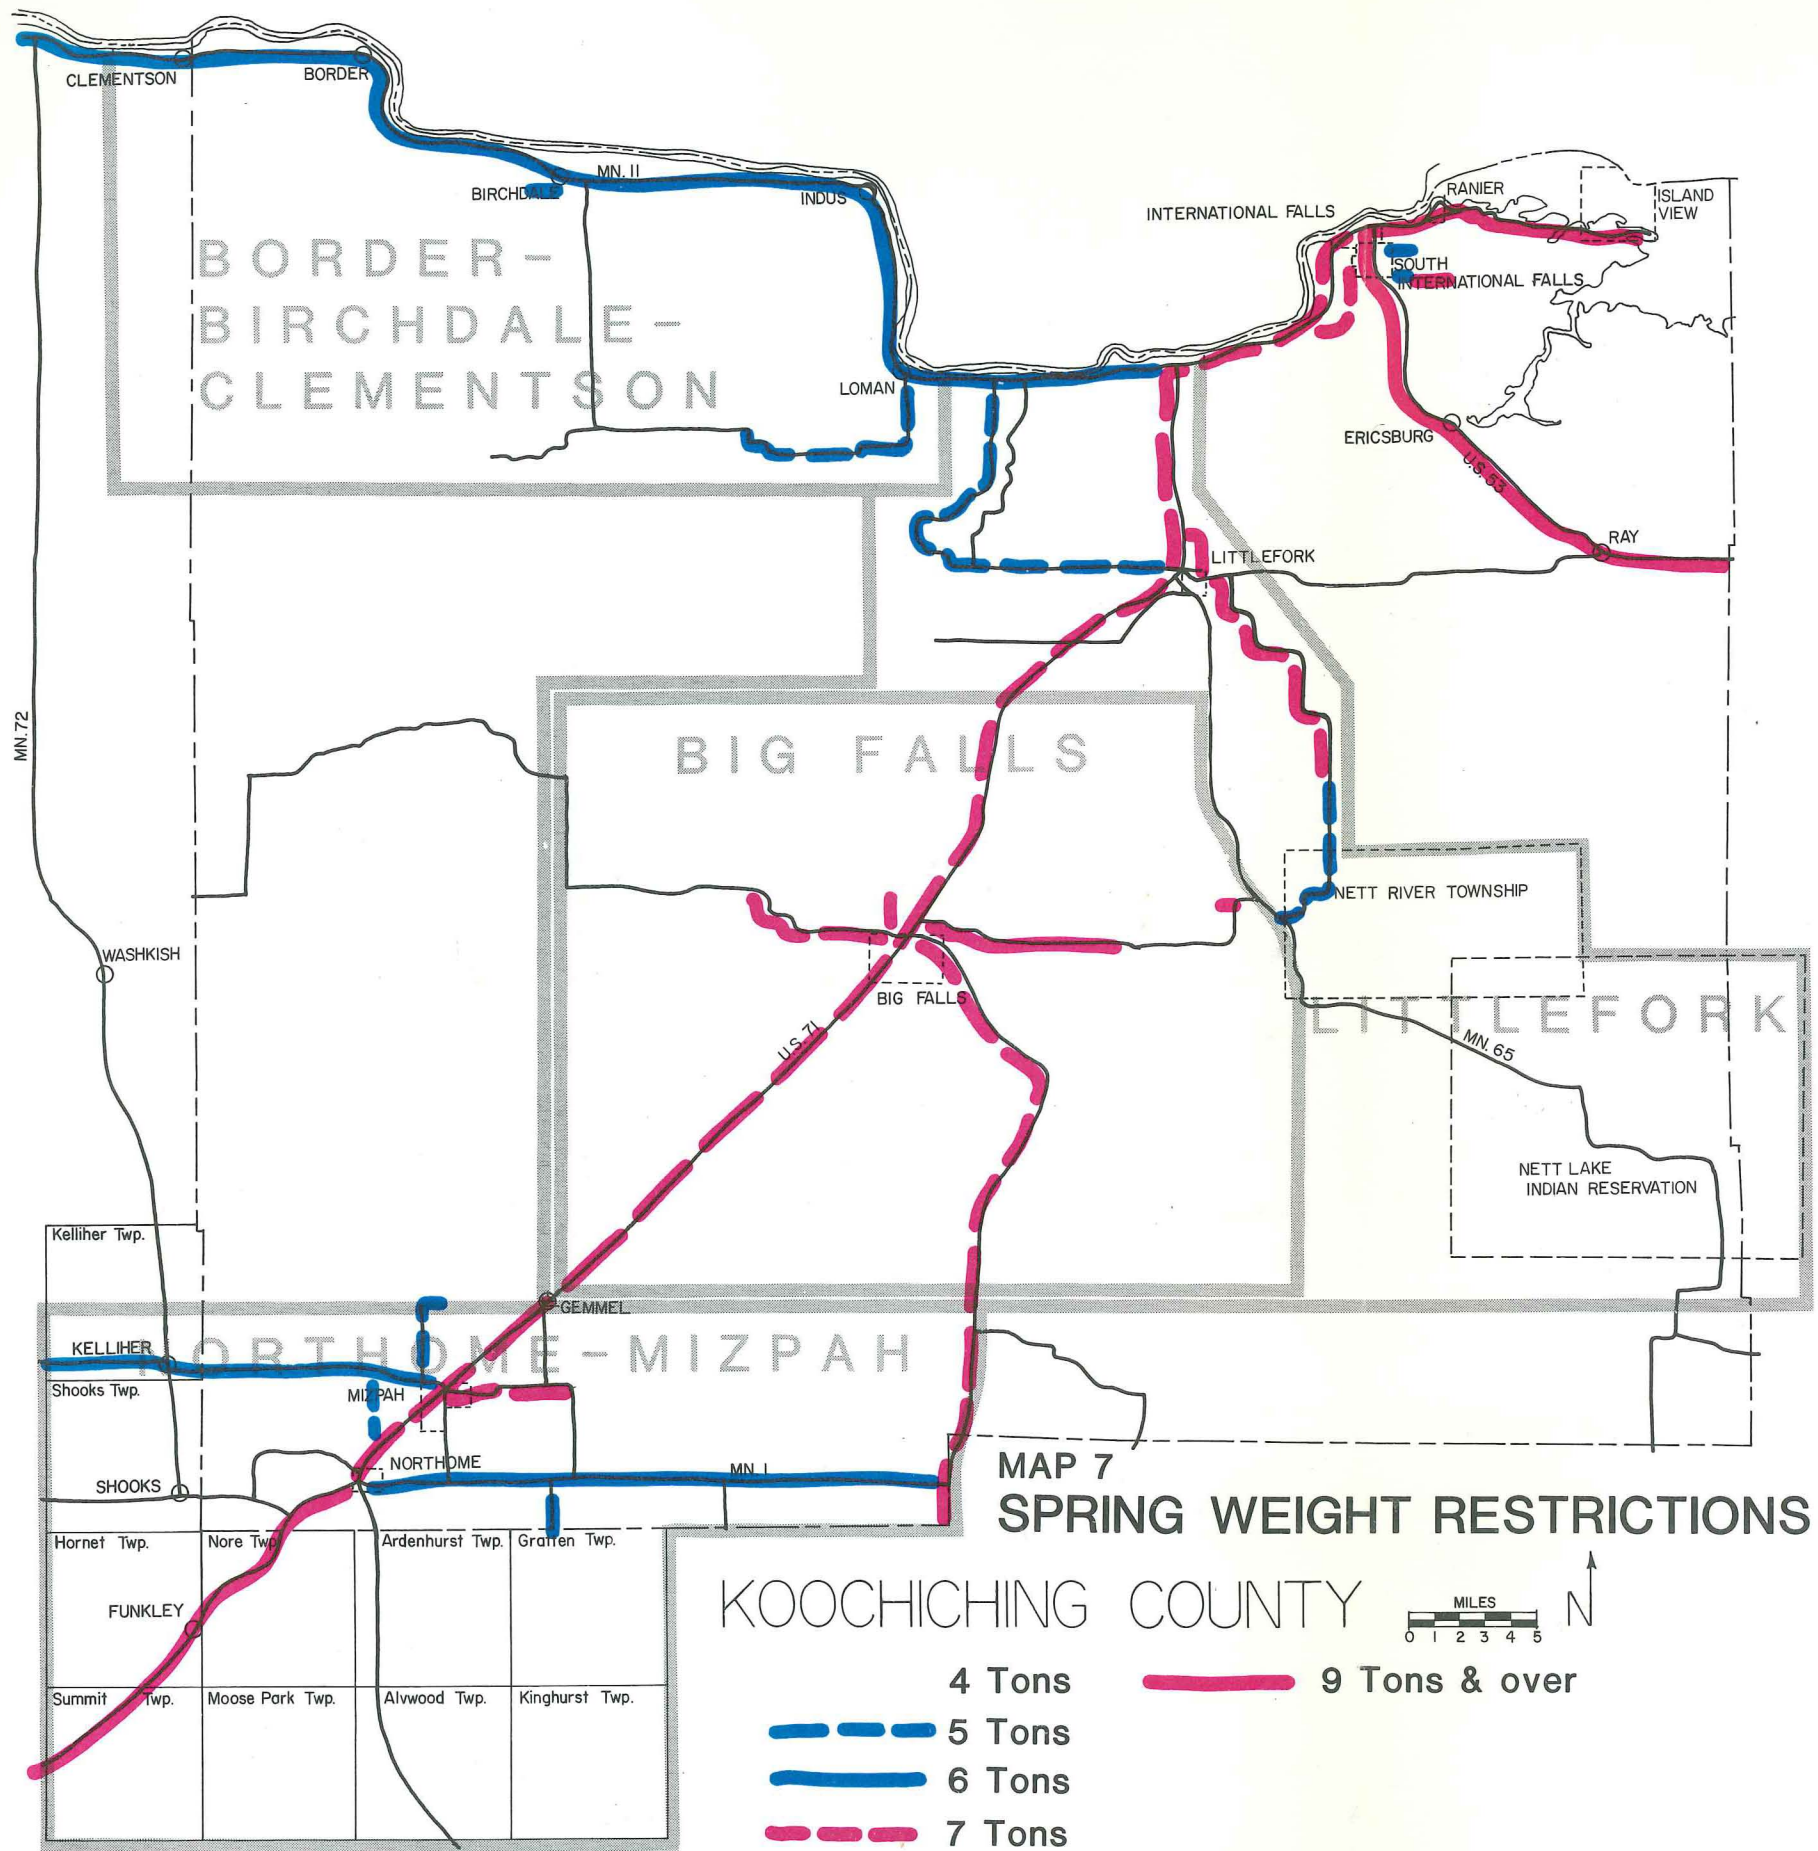 CLEMENTSON
BORDER
BIRCHDALE
MN. 11
INDUS
INTERNATIONAL FALLS
RANIER
ISLAND
VIEW
SOUTH
INTERNATIONAL FALLS
BORDER-
BIRCHDALE-
CLEMENTSON
LOMAN
ERICSBURG
U.S. 53
RAY
LITTLEFORK
MN. 72
BIG FALLS
NETT RIVER TOWNSHIP
WASHKISH
BIG FALLS
LITTLEFORK
U.S. 71
MN. 65
NETT LAKE
INDIAN RESERVATION
Kelliher Twp.
GEMMEL
KELLIHER
NORTHOME-MIZPAH
Shooks Twp.
MIZPAH
NORTHOME
MN. 1
SHOOKS
MAP 7
SPRING WEIGHT RESTRICTIONS
Hornet Twp.
Nore Twp
Ardenhurst Twp.
Gratten Twp.
FUNKLEY
KOOCHICHING COUNTY
MILES
0 1 2 3 4 5
N
Summit Twp.
Moose Park Twp.
Alvwood Twp.
Kinghurst Twp.
4 Tons
9 Tons & over
5 Tons
6 Tons
7 Tons